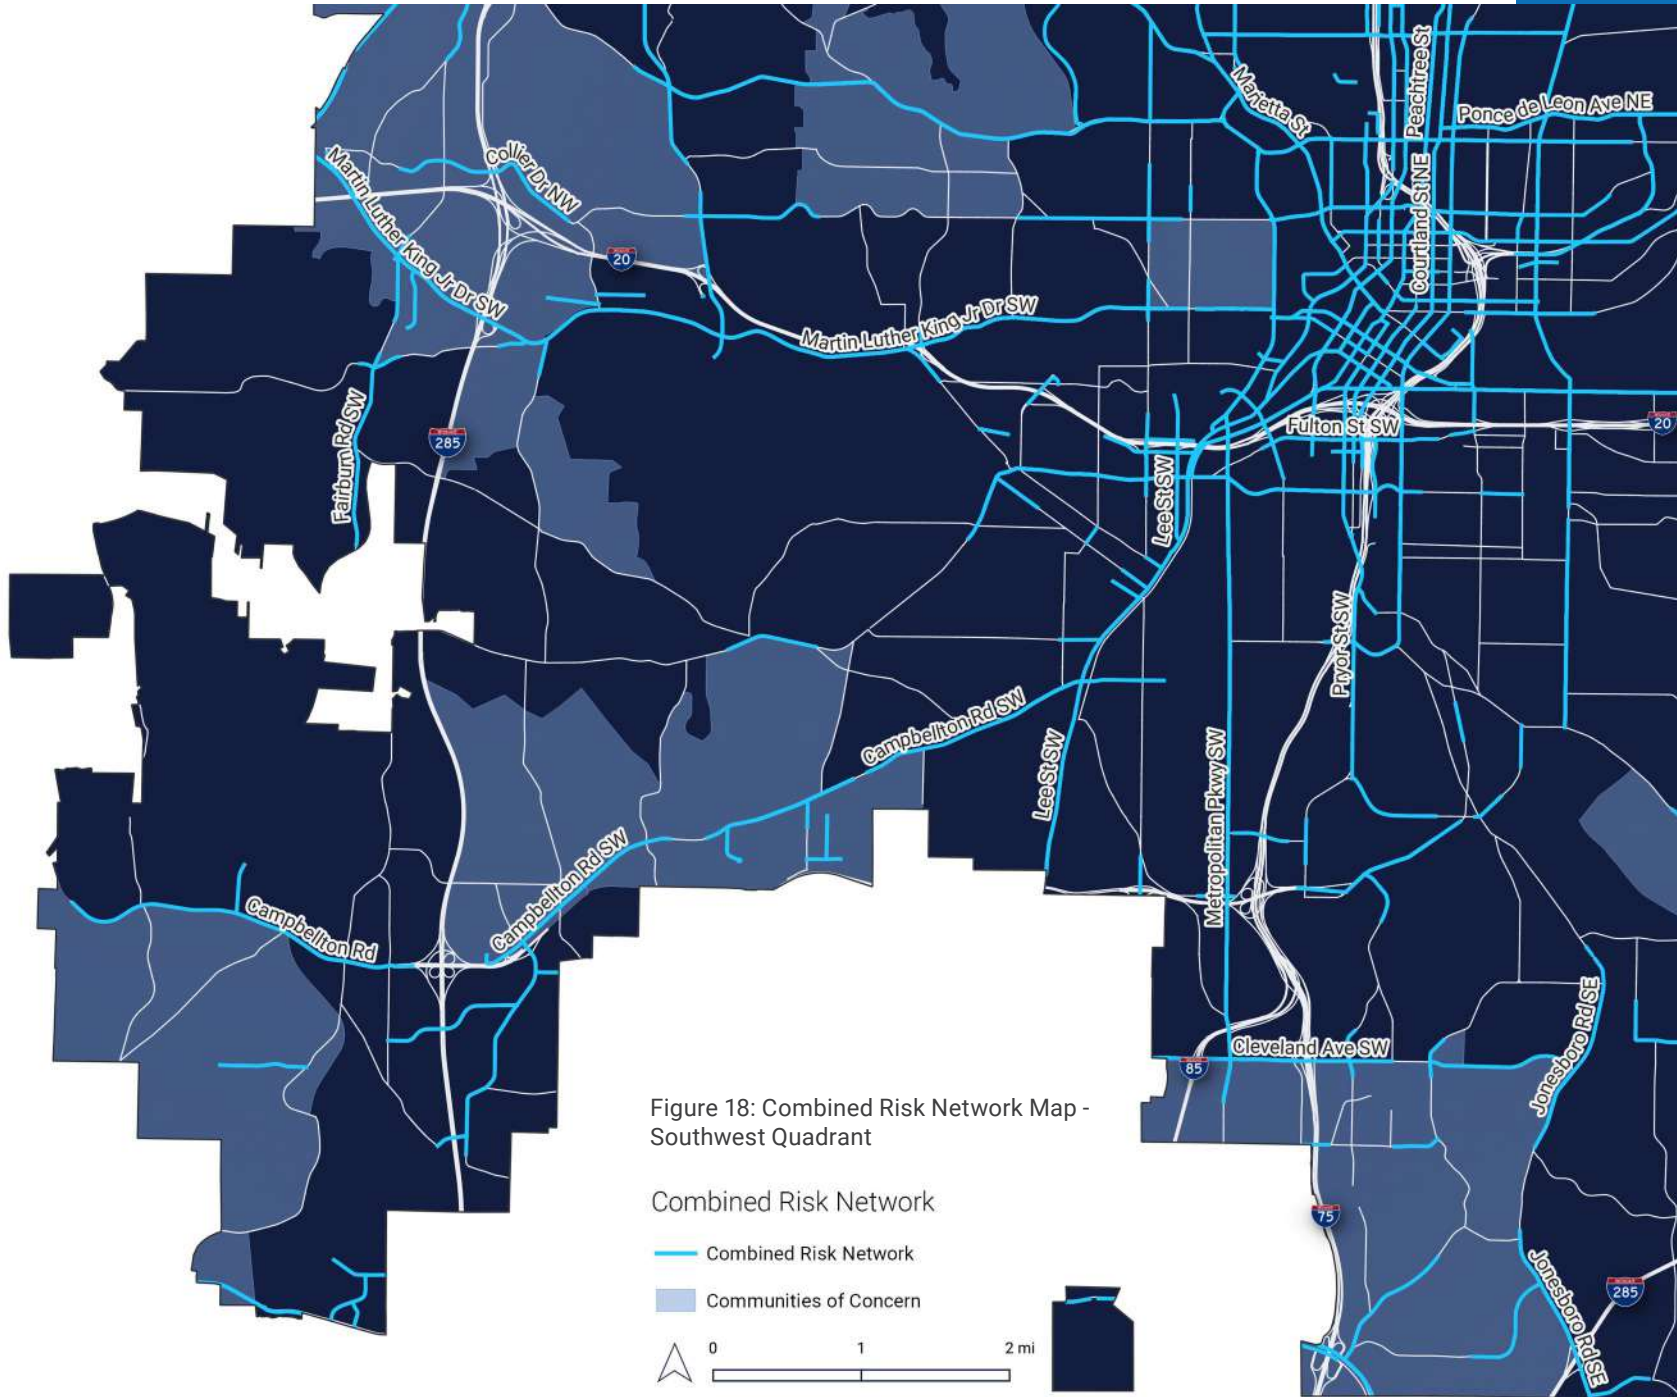 Marietta St
Peachtree St
Ponce de Leon Ave NE
Courtland St NE
Collier Dr NW
Martin Luther King Jr Dr SW
20
Martin Luther King Jr Dr SW
Fairburn Rd SW
285
Fulton St SW
20
Lee St SW
Pryor St SW
Campbellton Rd SW
Lee St SW
Metropolitan Pkwy SW
Campbellton Rd SW
Campbellton Rd
Cleveland Ave SW
85
Jonesboro Rd SE
75
Jonesboro Rd SE
285
Figure 18: Combined Risk Network Map -
Southwest Quadrant
Combined Risk Network
Combined Risk Network
Communities of Concern
0 1 2 mi